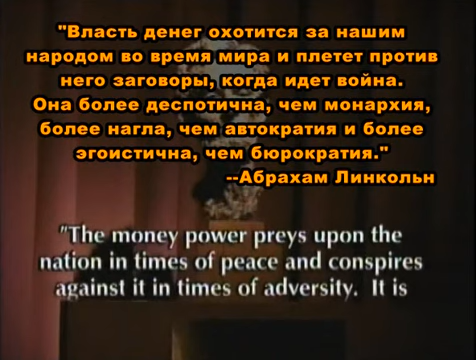 "Власть денег охотится за нашим
народом во время мира и плетет против
него заговоры, когда идет война.
Она более деспотична, чем монархия,
более нагла, чем автократия и более
эгоистична, чем бюрократия."
--Абрахам Линкольн
"The money power preys upon the
nation in times of peace and conspires
against it in times of adversity. It is